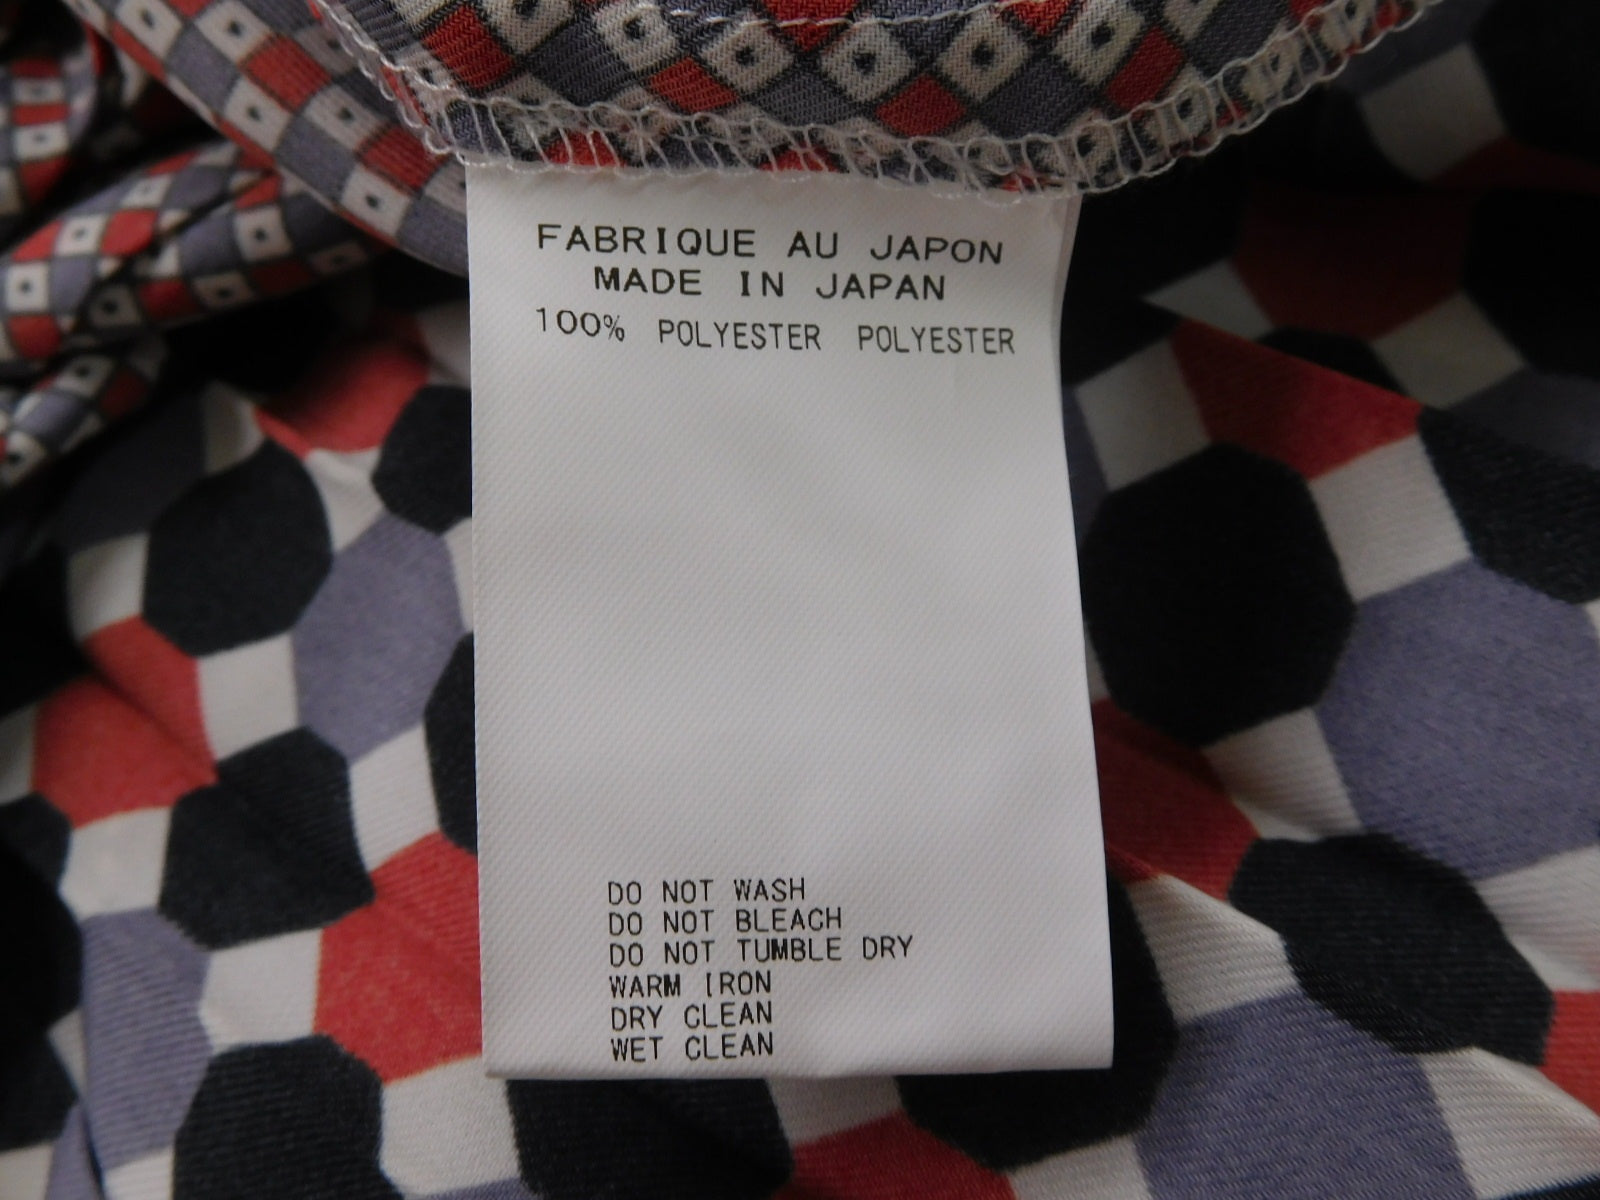 FABRIQUE AU JAPON
MADE IN JAPAN
100% POLYESTER POLYESTER
DO NOT WASH
DO NOT BLEACH
DO NOT TUMBLE DRY
WARM IRON
DRY CLEAN
WET CLEAN